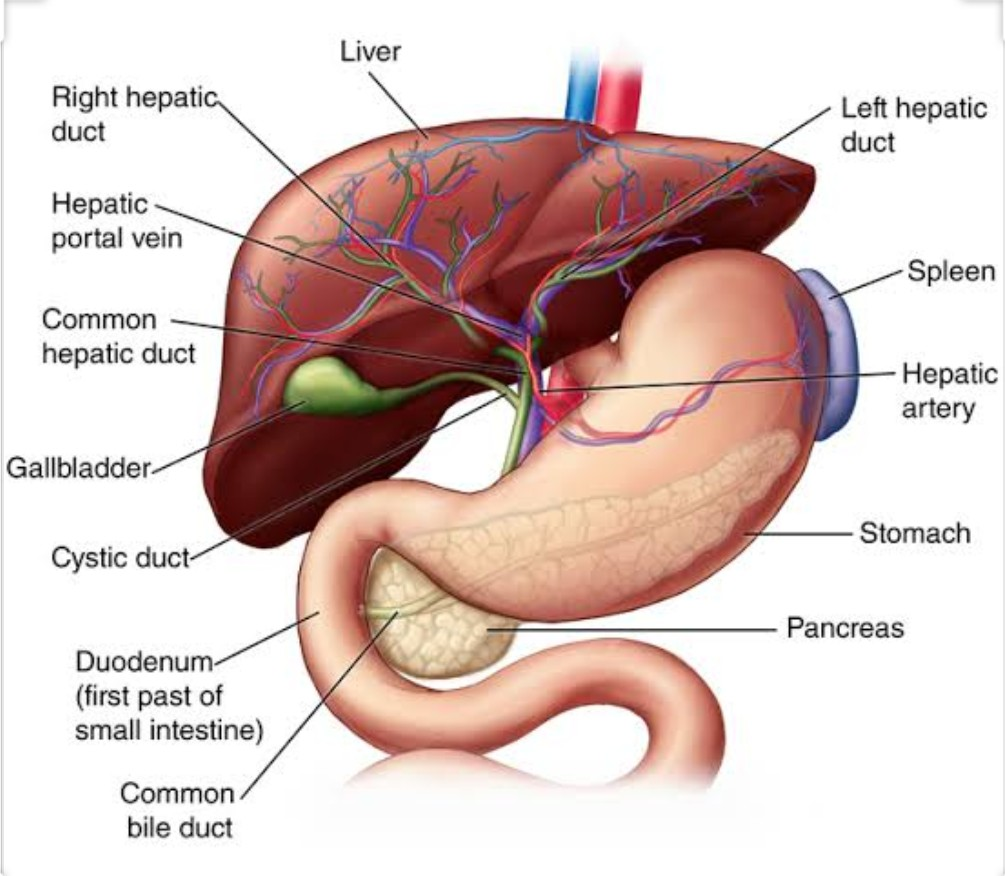 Liver
Right hepatic
duct
Left hepatic
duct
Hepatic
portal vein
Spleen
Common
hepatic duct
Hepatic
artery
Gallbladder
Cystic duct
Stomach
Pancreas
Duodenum
(first past of
small intestine)
Common
bile duct